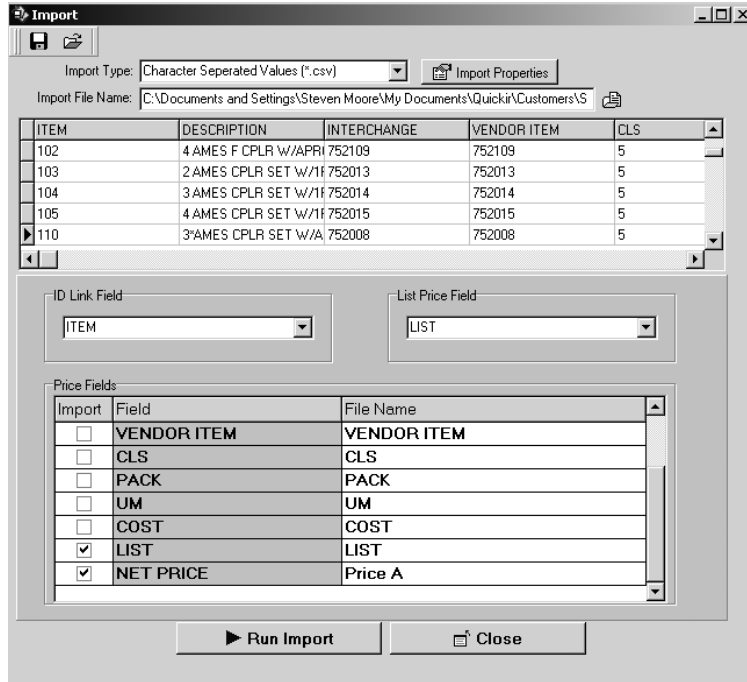 Import
Import Type: Character Seperated Values (*.csv) Import Properties
Import File Name: C:\Documents and Settings\Steven Moore\My Documents\Quickir\Customers\S
ITEM DESCRIPTION INTERCHANGE VENDOR ITEM CLS
102 4 AMES F CPLR W/APR 752109 752109 5
103 2 AMES CPLR SET W/1 752013 752013 5
104 3 AMES CPLR SET W/1 752014 752014 5
105 4 AMES CPLR SET W/1 752015 752015 5
110 3"AMES CPLR SET W/A 752008 752008 5
ID Link Field List Price Field
ITEM LIST
Price Fields
Import Field File Name
VENDOR ITEM VENDOR ITEM
CLS CLS
PACK PACK
UM UM
COST COST
LIST LIST
NET PRICE Price A
Run Import Close